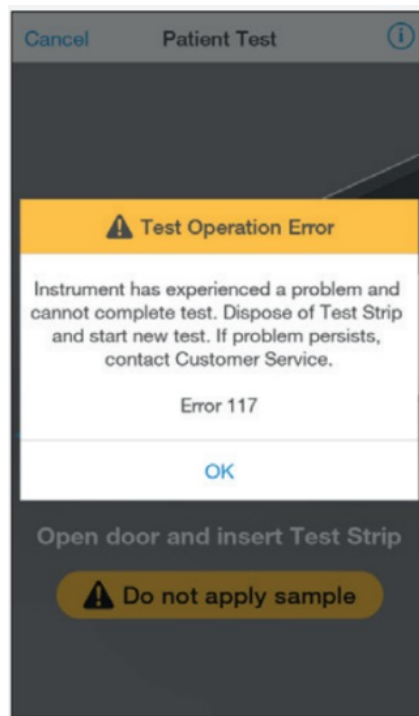 Cancel Patient Test i
Test Operation Error
Instrument has experienced a problem and
cannot complete test. Dispose of Test Strip
and start new test. If problem persists,
contact Customer Service.
Error 117
OK
Open door and insert Test Strip
Do not apply sample